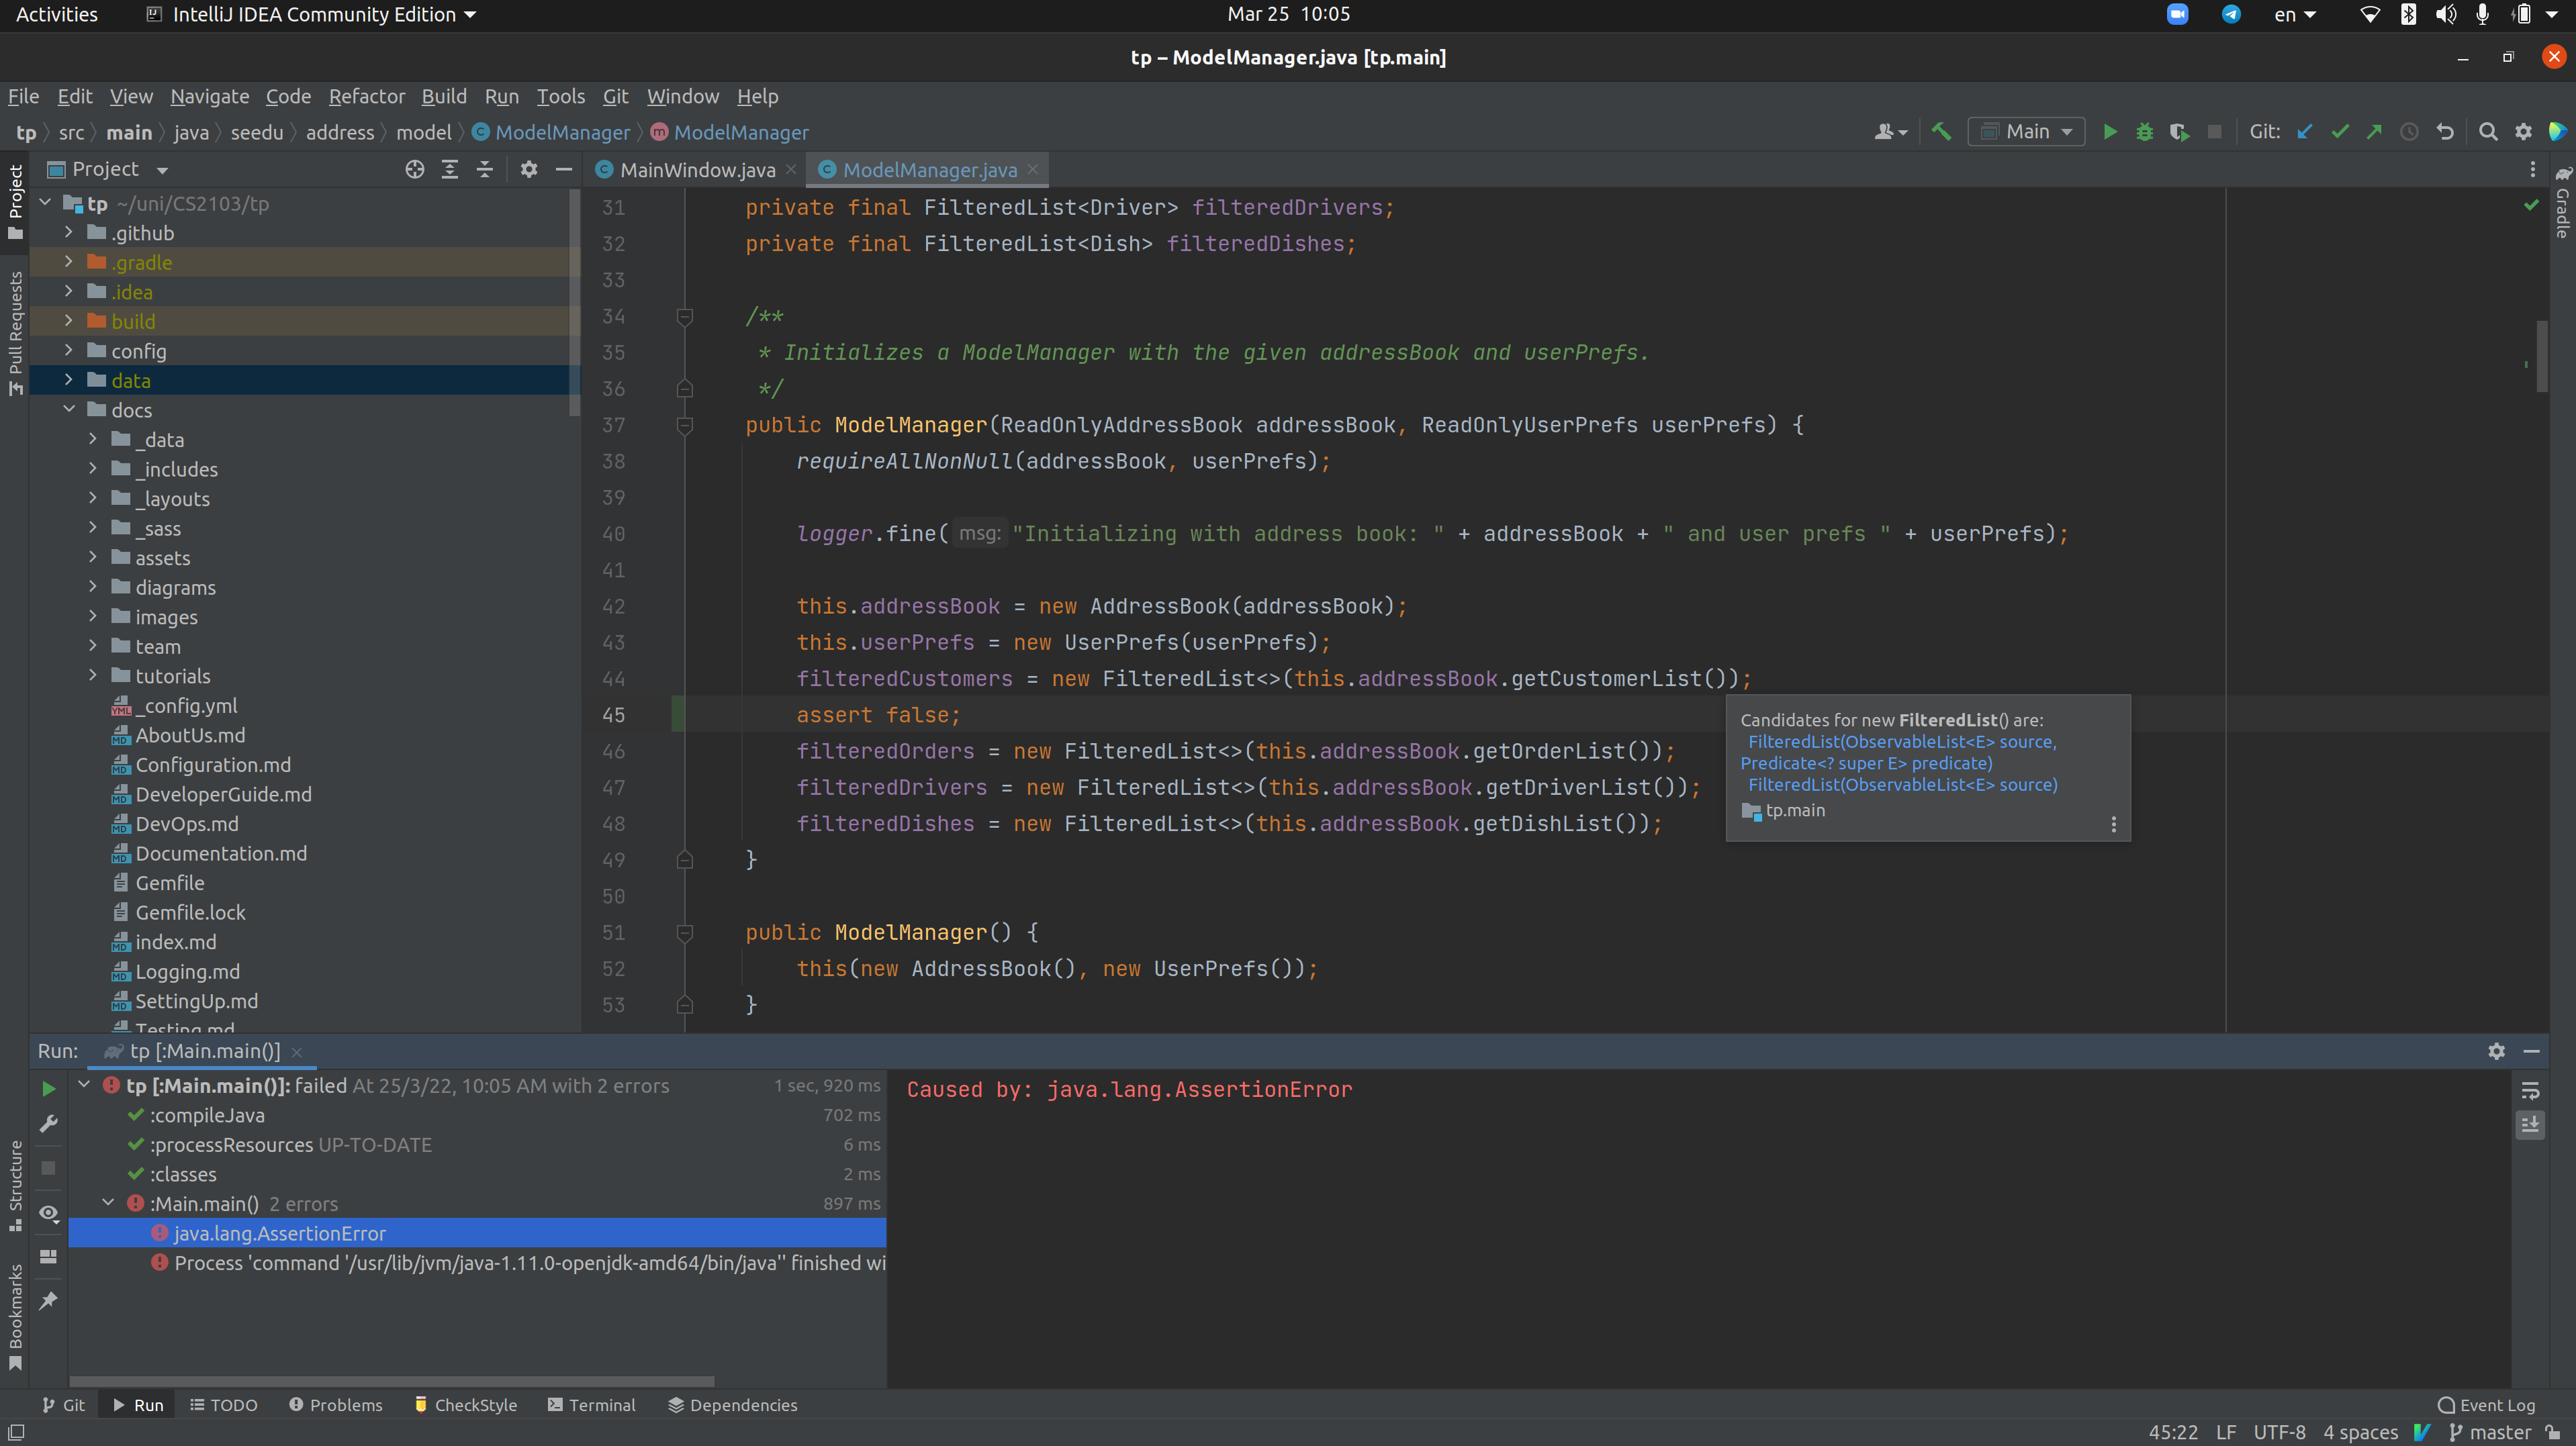 Activities IntelliJ IDEA Community Edition Mar 25 10:05 en
tp – ModelManager.java [tp.main]
File Edit View Navigate Code Refactor Build Run Tools Git Window Help
tp src main java seedu address model ModelManager ModelManager Main Git:
Project
MainWindow.java ModelManager.java
Project
Pull Requests
Structure
Bookmarks
Gradle
tp ~/uni/CS2103/tp
.github
.gradle
.idea
build
config
data
docs
_data
_includes
_layouts
_sass
assets
diagrams
images
team
tutorials
_config.yml
AboutUs.md
Configuration.md
DeveloperGuide.md
DevOps.md
Documentation.md
Gemfile
Gemfile.lock
index.md
Logging.md
SettingUp.md
Testing.md
31 private final FilteredList<Driver> filteredDrivers;
32 private final FilteredList<Dish> filteredDishes;
33
34 /**
35 * Initializes a ModelManager with the given addressBook and userPrefs.
36 */
37 public ModelManager(ReadOnlyAddressBook addressBook, ReadOnlyUserPrefs userPrefs) {
38 requireAllNonNull(addressBook, userPrefs);
39
40 logger.fine( msg: "Initializing with address book: " + addressBook + " and user prefs " + userPrefs);
41
42 this.addressBook = new AddressBook(addressBook);
43 this.userPrefs = new UserPrefs(userPrefs);
44 filteredCustomers = new FilteredList<>(this.addressBook.getCustomerList());
45 assert false;
46 filteredOrders = new FilteredList<>(this.addressBook.getOrderList());
47 filteredDrivers = new FilteredList<>(this.addressBook.getDriverList());
48 filteredDishes = new FilteredList<>(this.addressBook.getDishList());
49 }
50
51 public ModelManager() {
52 this(new AddressBook(), new UserPrefs());
53 }
Candidates for new FilteredList() are:
FilteredList(ObservableList<E> source,
Predicate<? super E> predicate)
FilteredList(ObservableList<E> source)
tp.main
Run: tp [:Main.main()]
tp [:Main.main()]: failed At 25/3/22, 10:05 AM with 2 errors 1 sec, 920 ms
:compileJava 702 ms
:processResources UP-TO-DATE 6 ms
:classes 2 ms
:Main.main() 2 errors 897 ms
java.lang.AssertionError
Process 'command '/usr/lib/jvm/java-1.11.0-openjdk-amd64/bin/java'' finished wi
Caused by: java.lang.AssertionError
Git Run TODO Problems CheckStyle Terminal Dependencies Event Log
45:22 LF UTF-8 4 spaces master